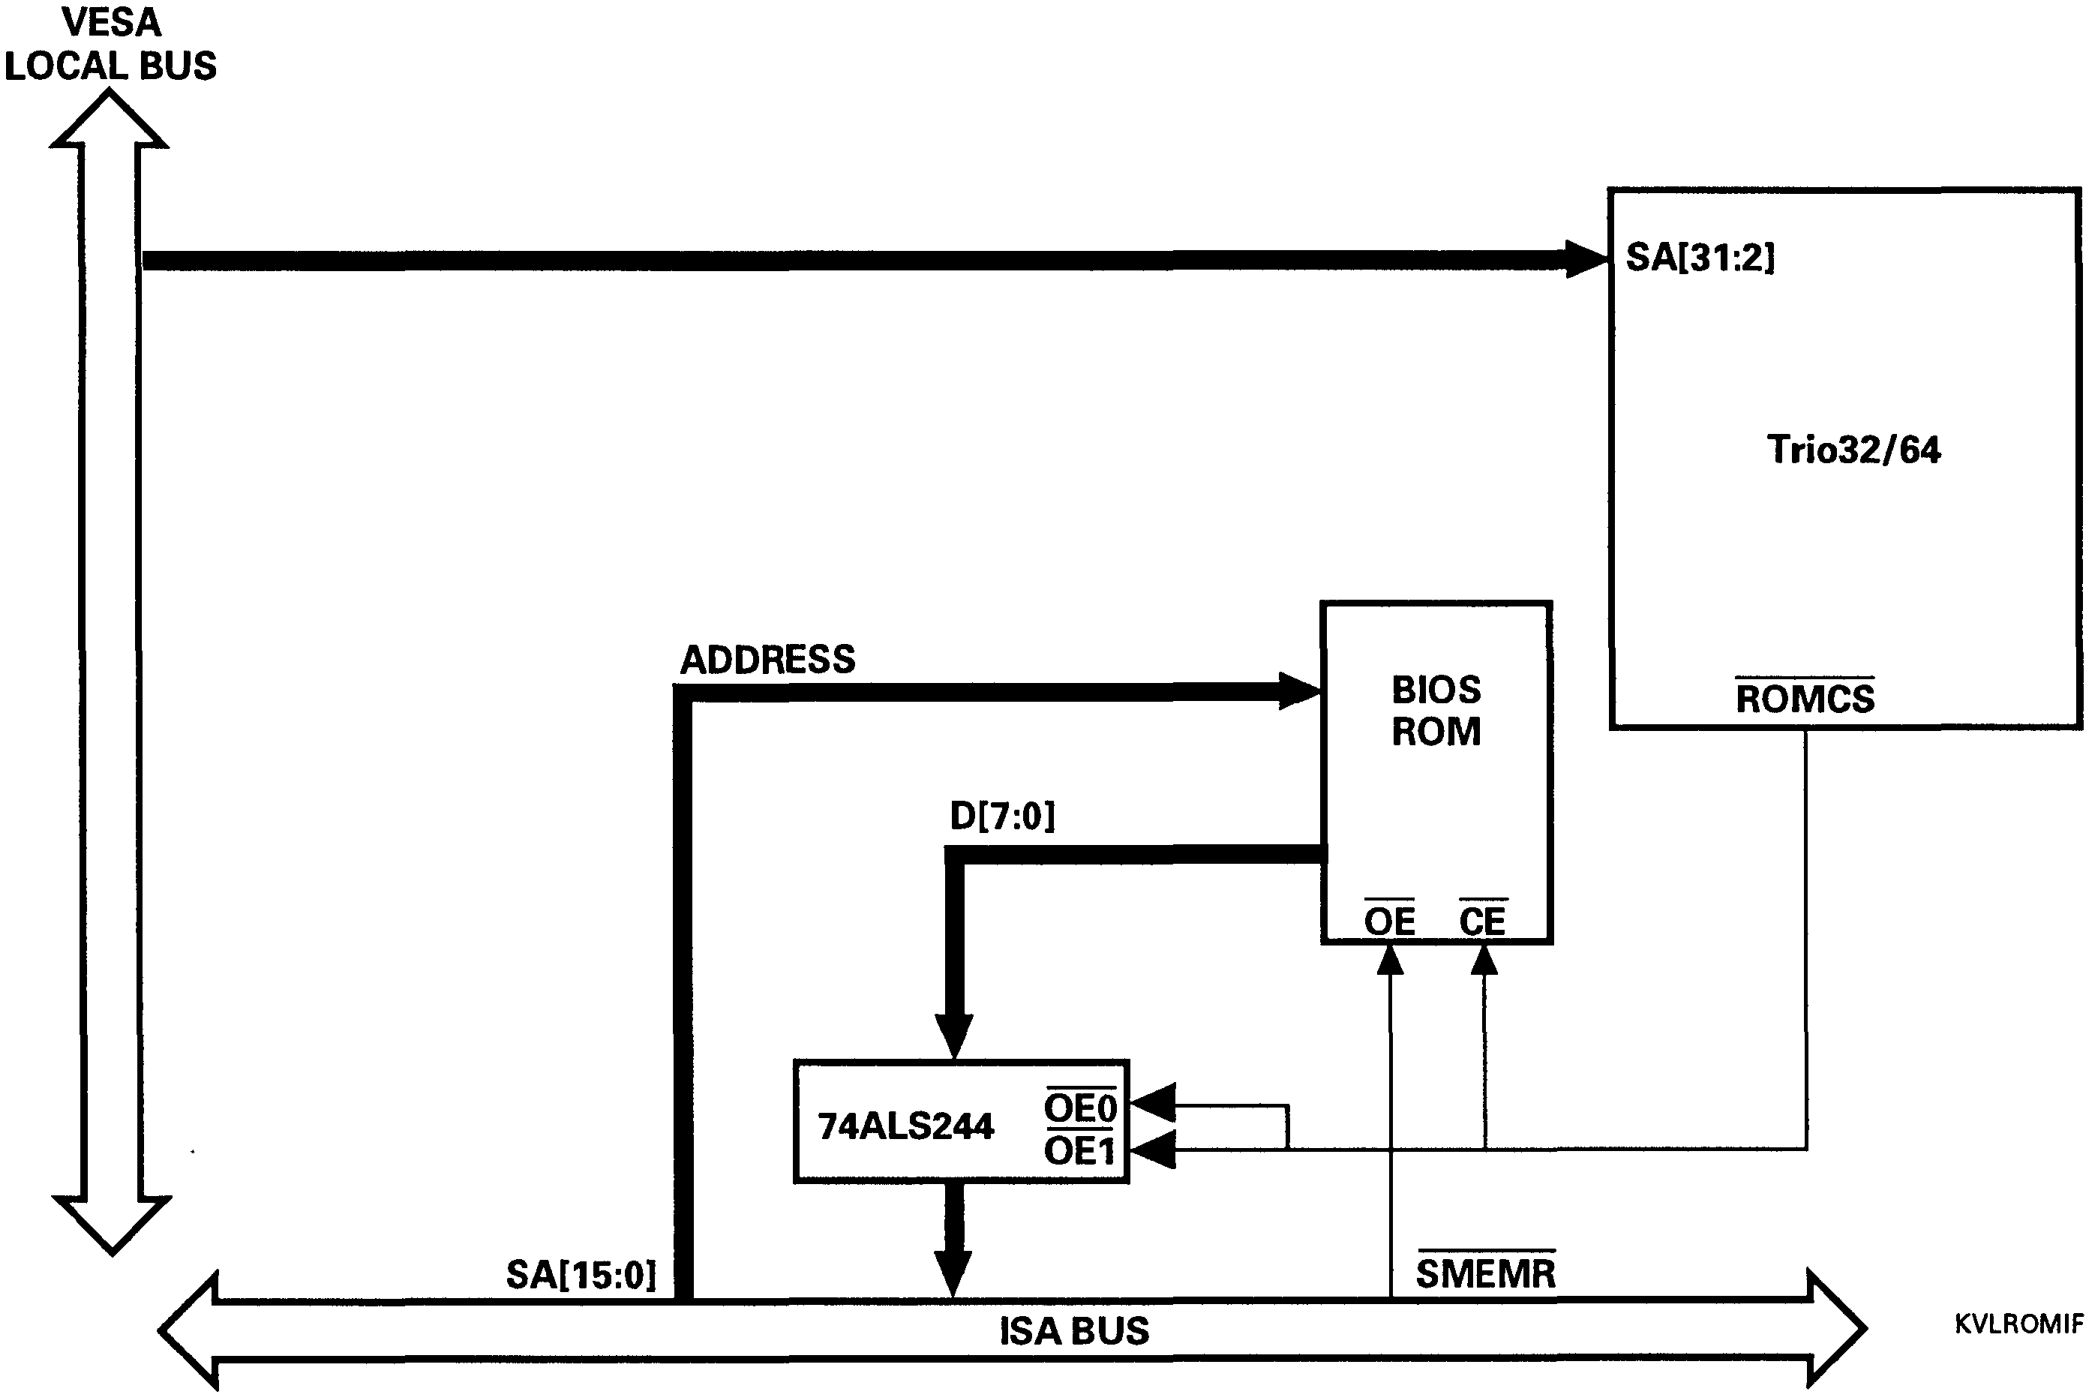 VESA
LOCAL BUS
SA[31:2]
Trio32/64
ROMCS
ADDRESS
BIOS
ROM
D[7:0]
OE CE
74ALS244
OE0
OE1
SA[15:0]
SMEMR
ISA BUS
KVLROMIF